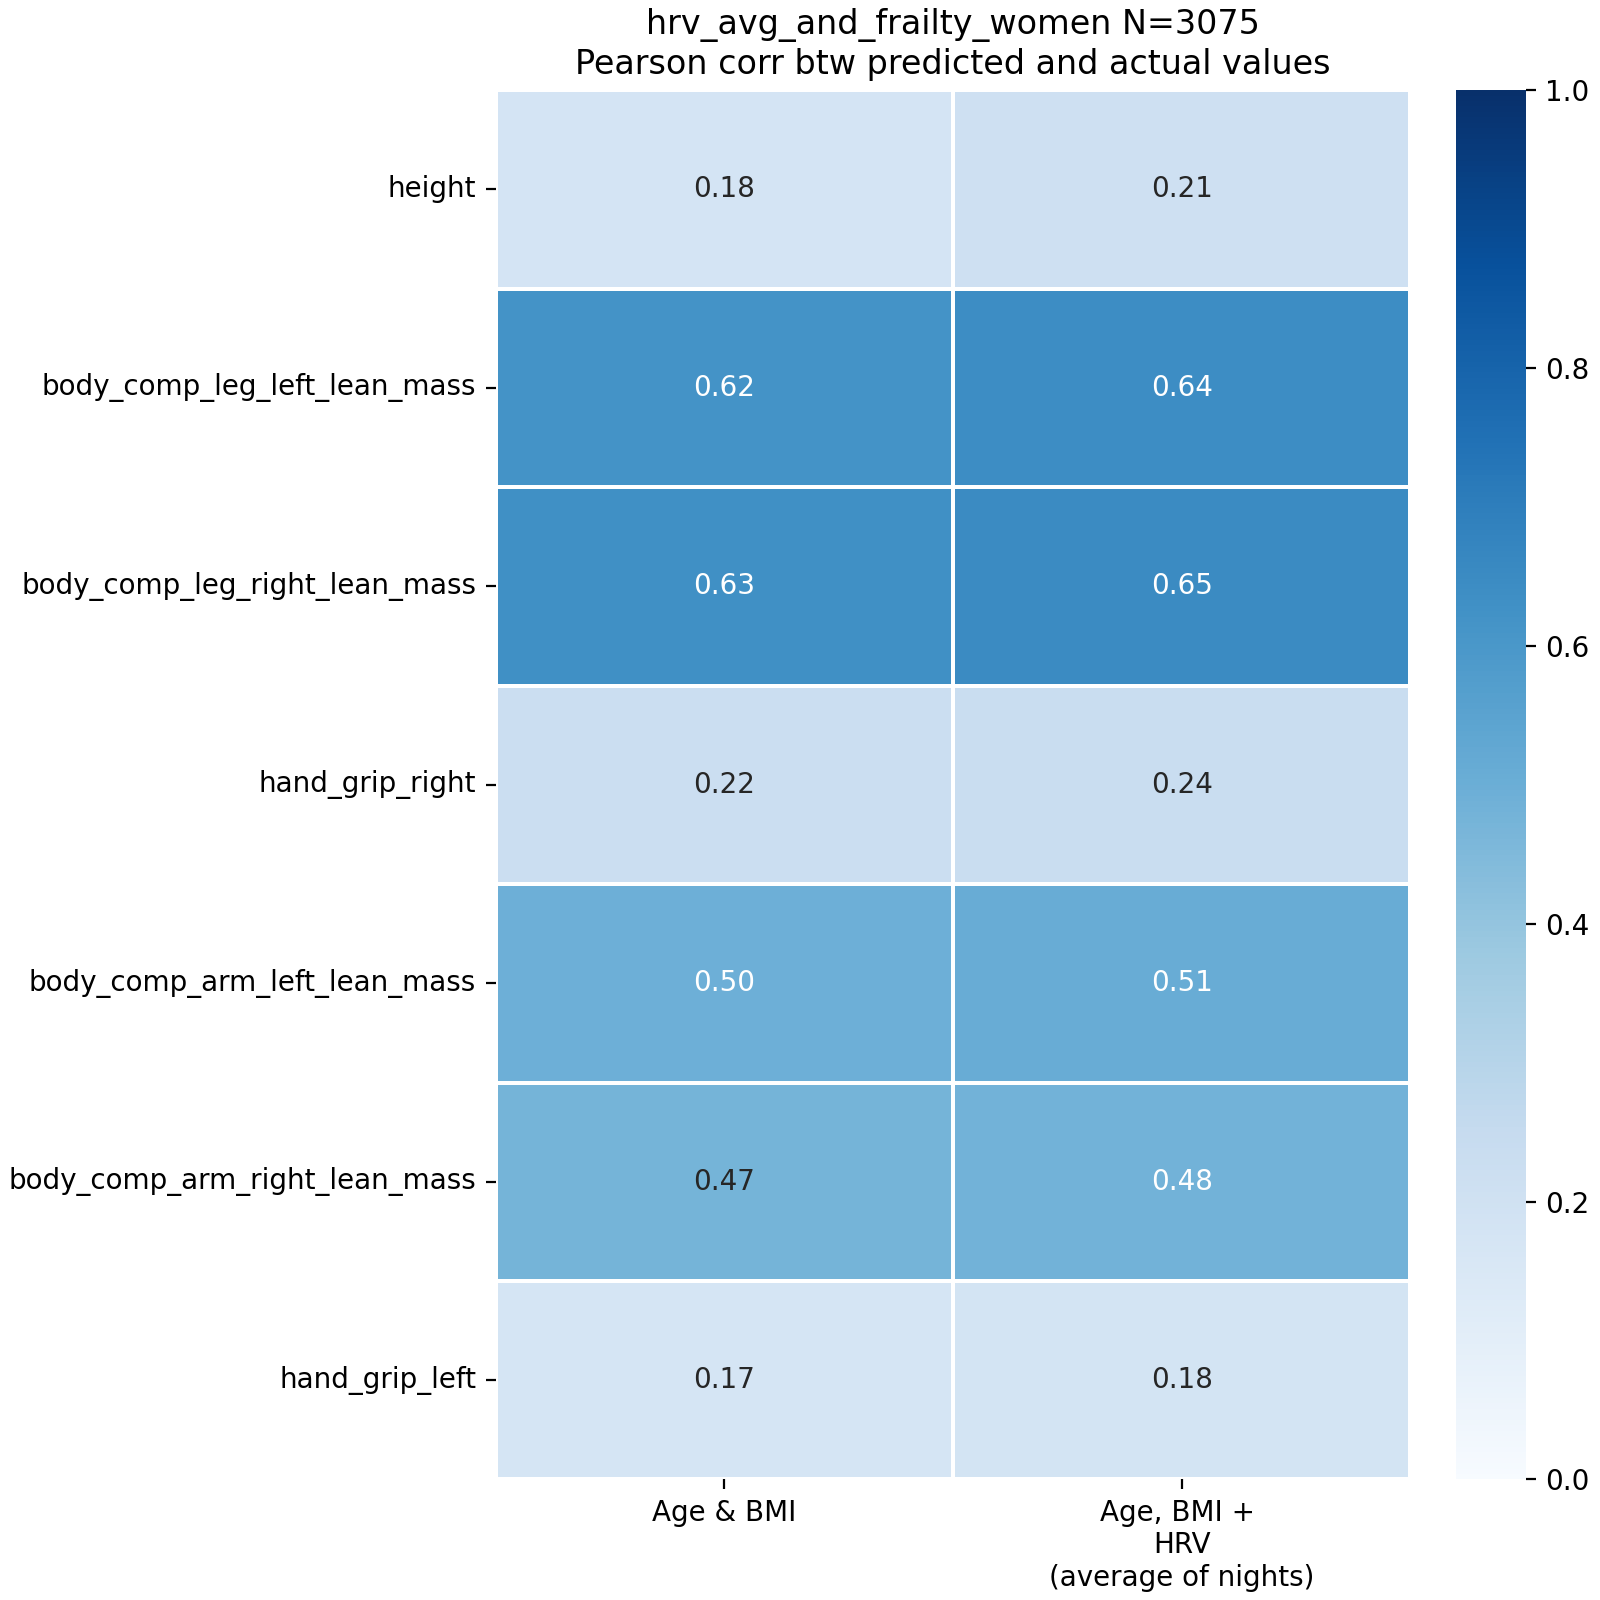 hrv_avg_and_frailty_women N=3075
Pearson corr btw predicted and actual values
height 0.18 0.21
body_comp_leg_left_lean_mass 0.62 0.64
body_comp_leg_right_lean_mass 0.63 0.65
hand_grip_right 0.22 0.24
body_comp_arm_left_lean_mass 0.50 0.51
body_comp_arm_right_lean_mass 0.47 0.48
hand_grip_left 0.17 0.18
Age & BMI
Age, BMI +
HRV
(average of nights)
1.0
0.8
0.6
0.4
0.2
0.0